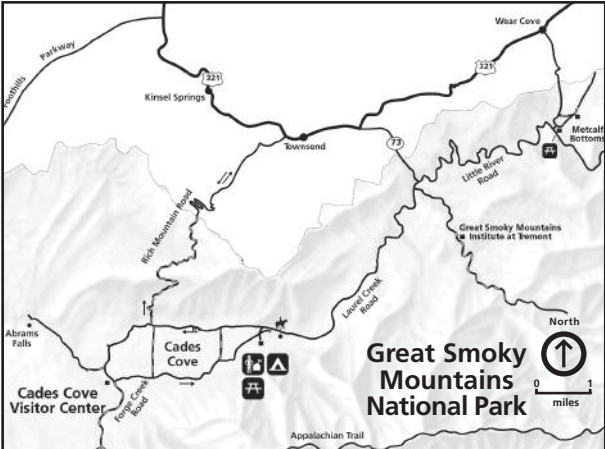 Wear Cove
Parkway
Foothills
321
321
Kinsel Springs
Townsend
73
Metcalf
Bottoms
Little River
Road
Rich Mountain Road
Great Smoky Mountains
Institute at Tremont
Laurel Creek
Road
Abrams
Falls
Cades
Cove
North
Great Smoky
Mountains
National Park
0 1
miles
Cades Cove
Visitor Center
Forge Creek
Road
Appalachian Trail